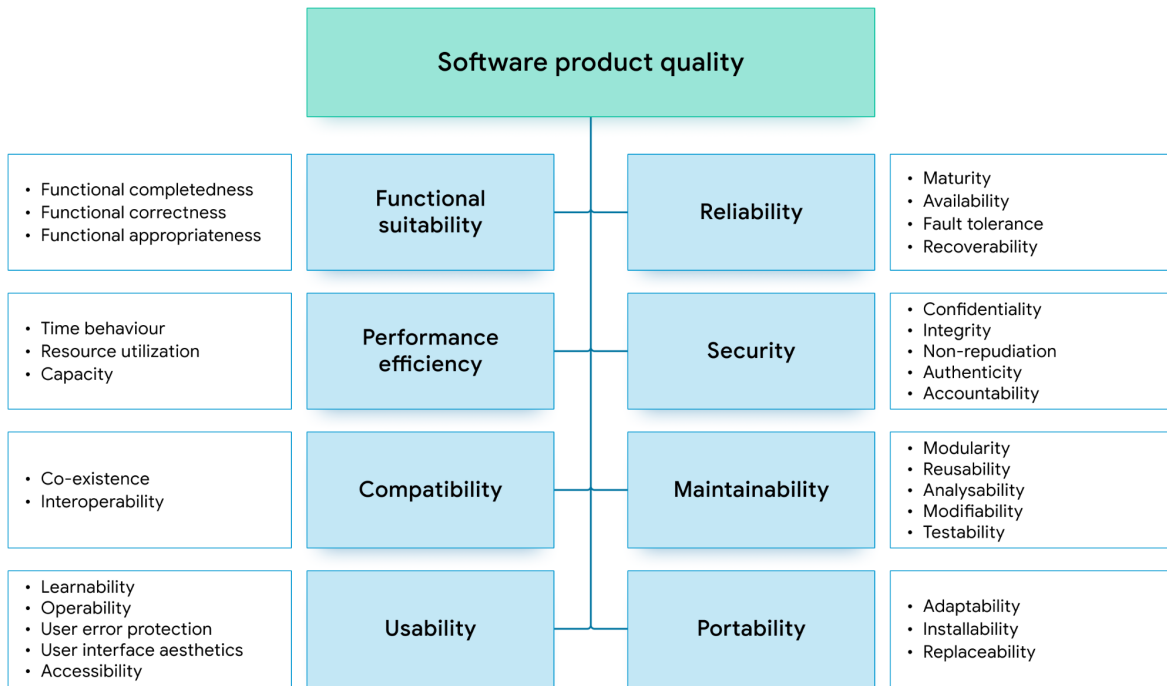 Software product quality
• Functional completedness
• Functional correctness
• Functional appropriateness
Functional
suitability
Reliability
• Maturity
• Availability
• Fault tolerance
• Recoverability
• Time behaviour
• Resource utilization
• Capacity
Performance
efficiency
Security
• Confidentiality
• Integrity
• Non-repudiation
• Authenticity
• Accountability
• Co-existence
• Interoperability
Compatibility
Maintainability
• Modularity
• Reusability
• Analysability
• Modifiability
• Testability
• Learnability
• Operability
• User error protection
• User interface aesthetics
• Accessibility
Usability
Portability
• Adaptability
• Installability
• Replaceability